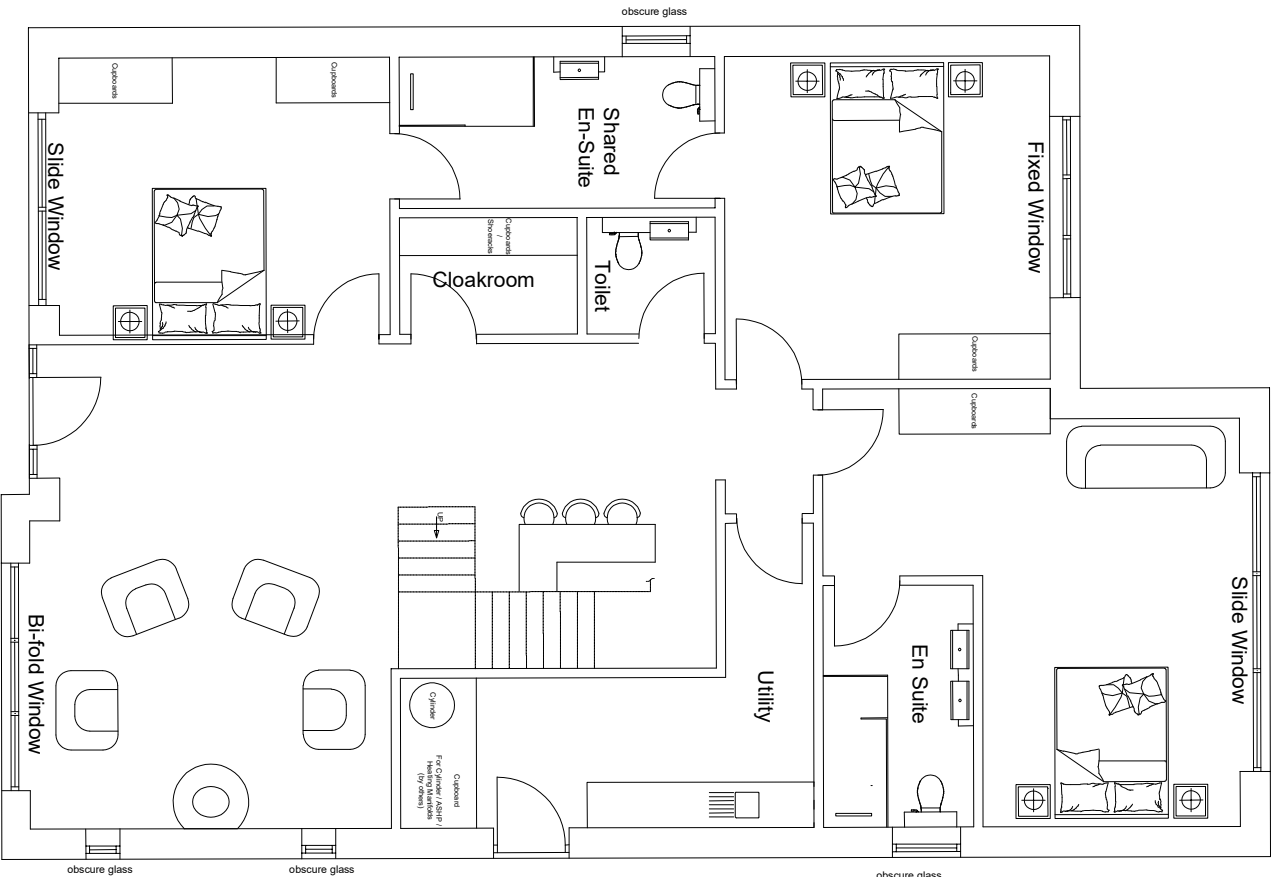 obscure glass
Cupboards
Cupboards
Shared
En-Suite
Slide Window
Fixed Window
Cupboards
/
Shoeracks
Cloakroom
Toilet
Cupboards
Cupboards
UP
Bi-fold Window
Slide Window
En Suite
Utility
Cylinder
Cupboard
For Cylinder / ASHP /
Heating Manifolds
(by others)
obscure glass
obscure glass
obscure glass